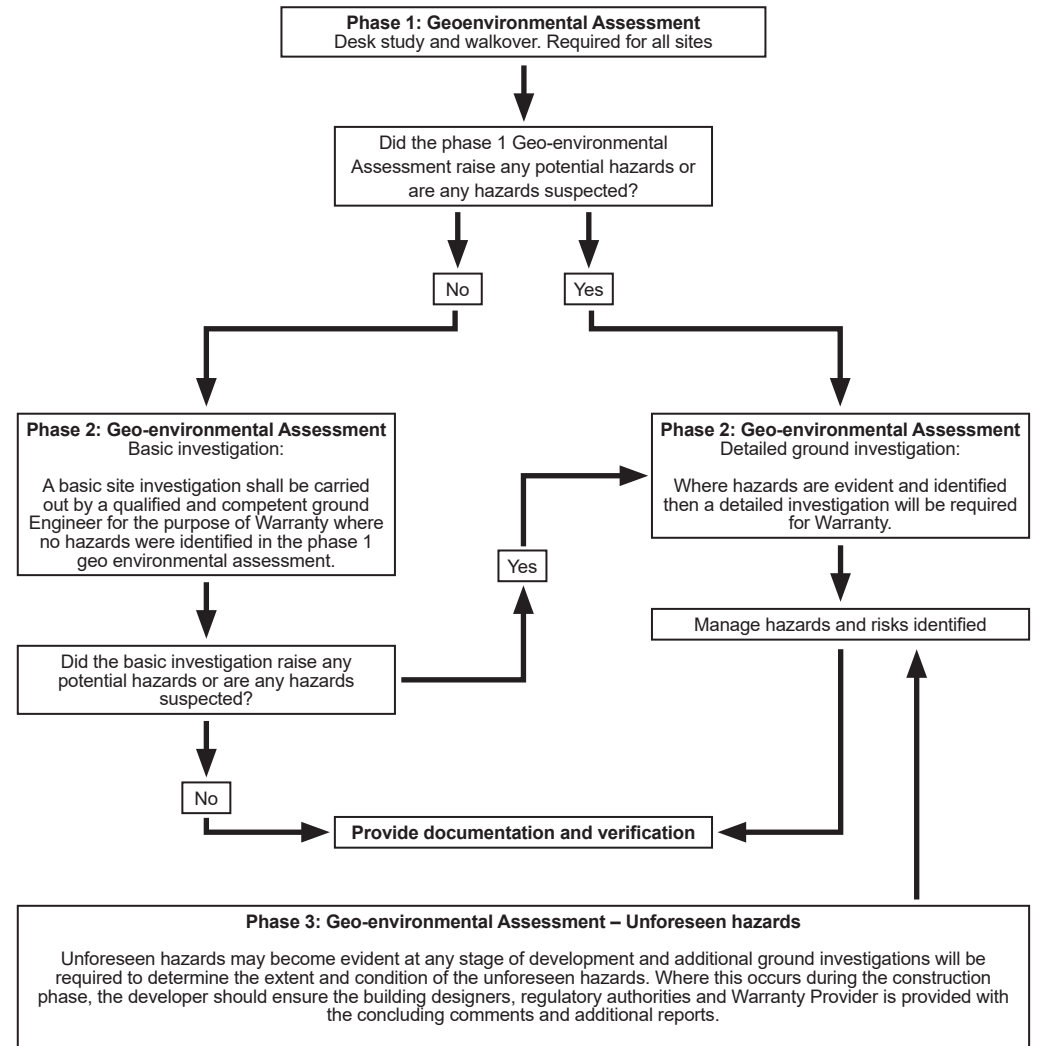 Phase 1: Geoenvironmental Assessment
Desk study and walkover. Required for all sites
Did the phase 1 Geo-environmental
Assessment raise any potential hazards or
are any hazards suspected?
No
Yes
Phase 2: Geo-environmental Assessment
Basic investigation:
A basic site investigation shall be carried
out by a qualified and competent ground
Engineer for the purpose of Warranty where
no hazards were identified in the phase 1
geo environmental assessment.
Phase 2: Geo-environmental Assessment
Detailed ground investigation:
Where hazards are evident and identified
then a detailed investigation will be required
for Warranty.
Yes
Manage hazards and risks identified
Did the basic investigation raise any
potential hazards or are any hazards
suspected?
No
Provide documentation and verification
Phase 3: Geo-environmental Assessment – Unforeseen hazards
Unforeseen hazards may become evident at any stage of development and additional ground investigations will be
required to determine the extent and condition of the unforeseen hazards. Where this occurs during the construction
phase, the developer should ensure the building designers, regulatory authorities and Warranty Provider is provided with
the concluding comments and additional reports.